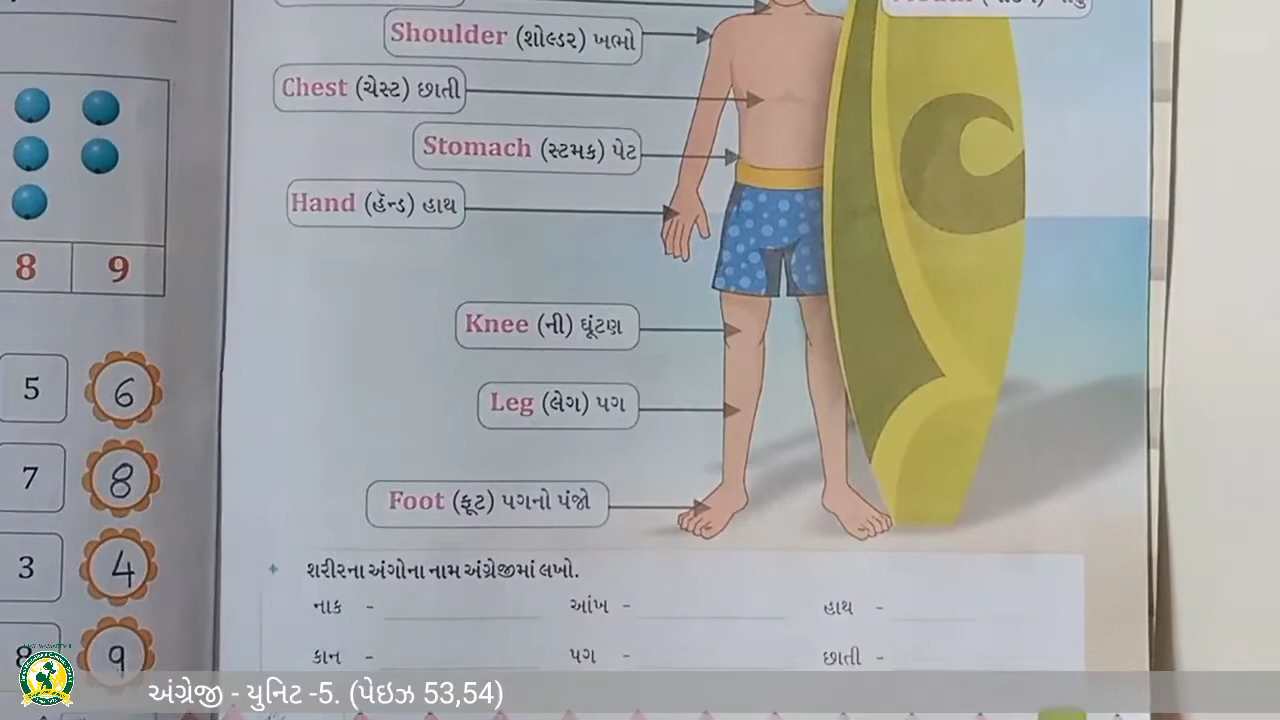 Shoulder (શોલ્ડર) ખભો
Chest (ચેસ્ટ) છાતી
Stomach (સ્ટમક) પેટ
Hand (હૅન્ડ) હાથ
Knee (ની) ઘૂંટણ
Leg (લેગ) પગ
Foot (ફૂટ) પગનો પંજો
શરીરના અંગોના નામ અંગ્રેજીમાં લખો.
નાક - આંખ - હાથ -
કાન - પગ - છાતી -
8 9
5 6
7 8
3 4
8 9
અંગ્રેજી - યુનિટ -5. (પેઇઝ 53,54)